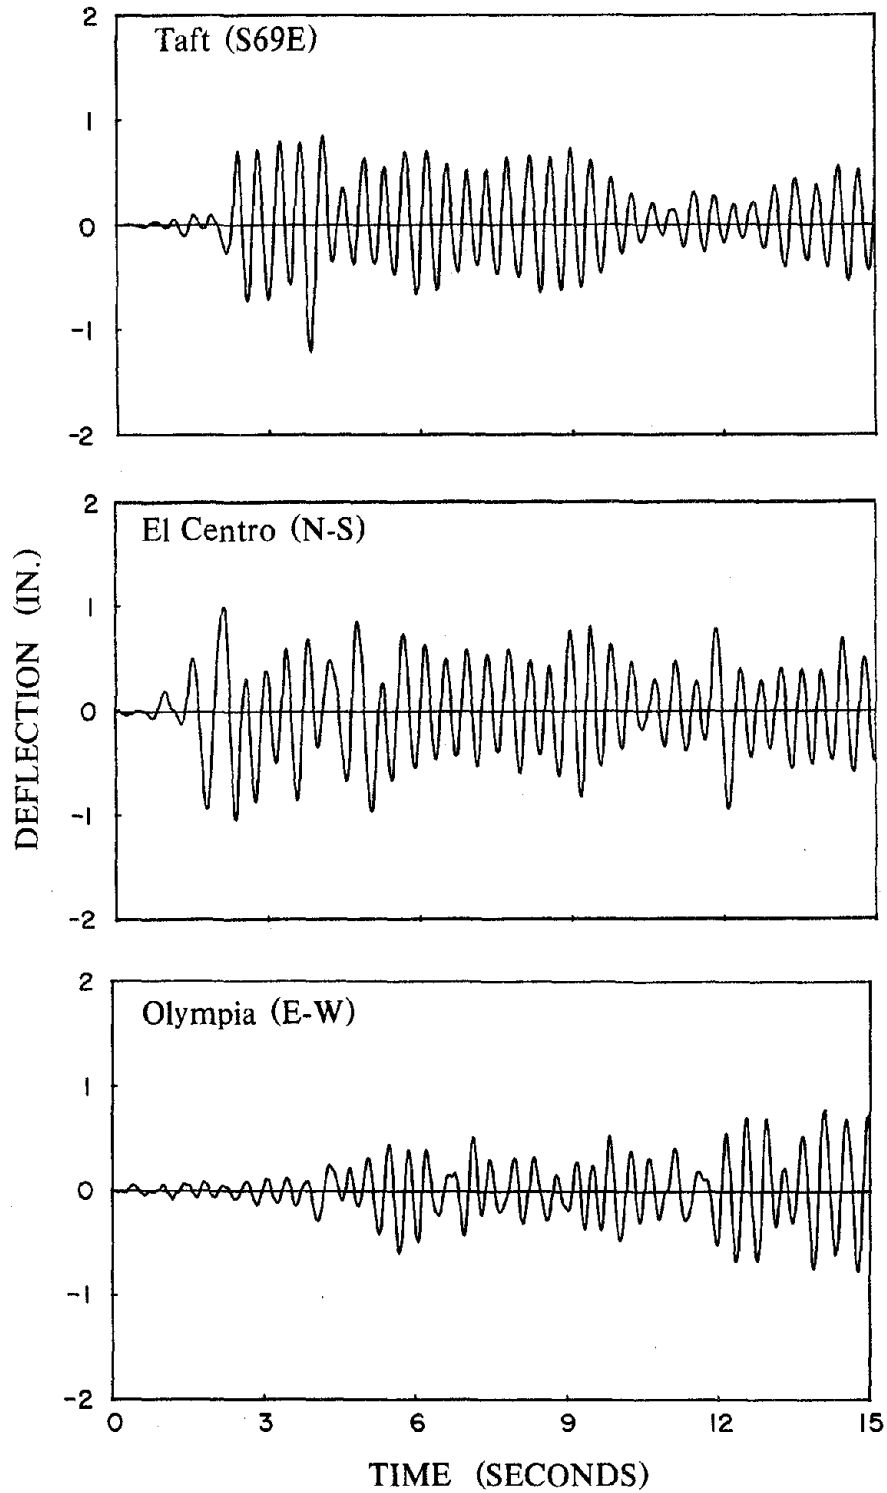 2
Taft (S69E)
1
0
-1
-2
2
El Centro (N-S)
1
0
-1
-2
DEFLECTION (IN.)
2
Olympia (E-W)
1
0
-1
-2
0 3 6 9 12 15
TIME (SECONDS)